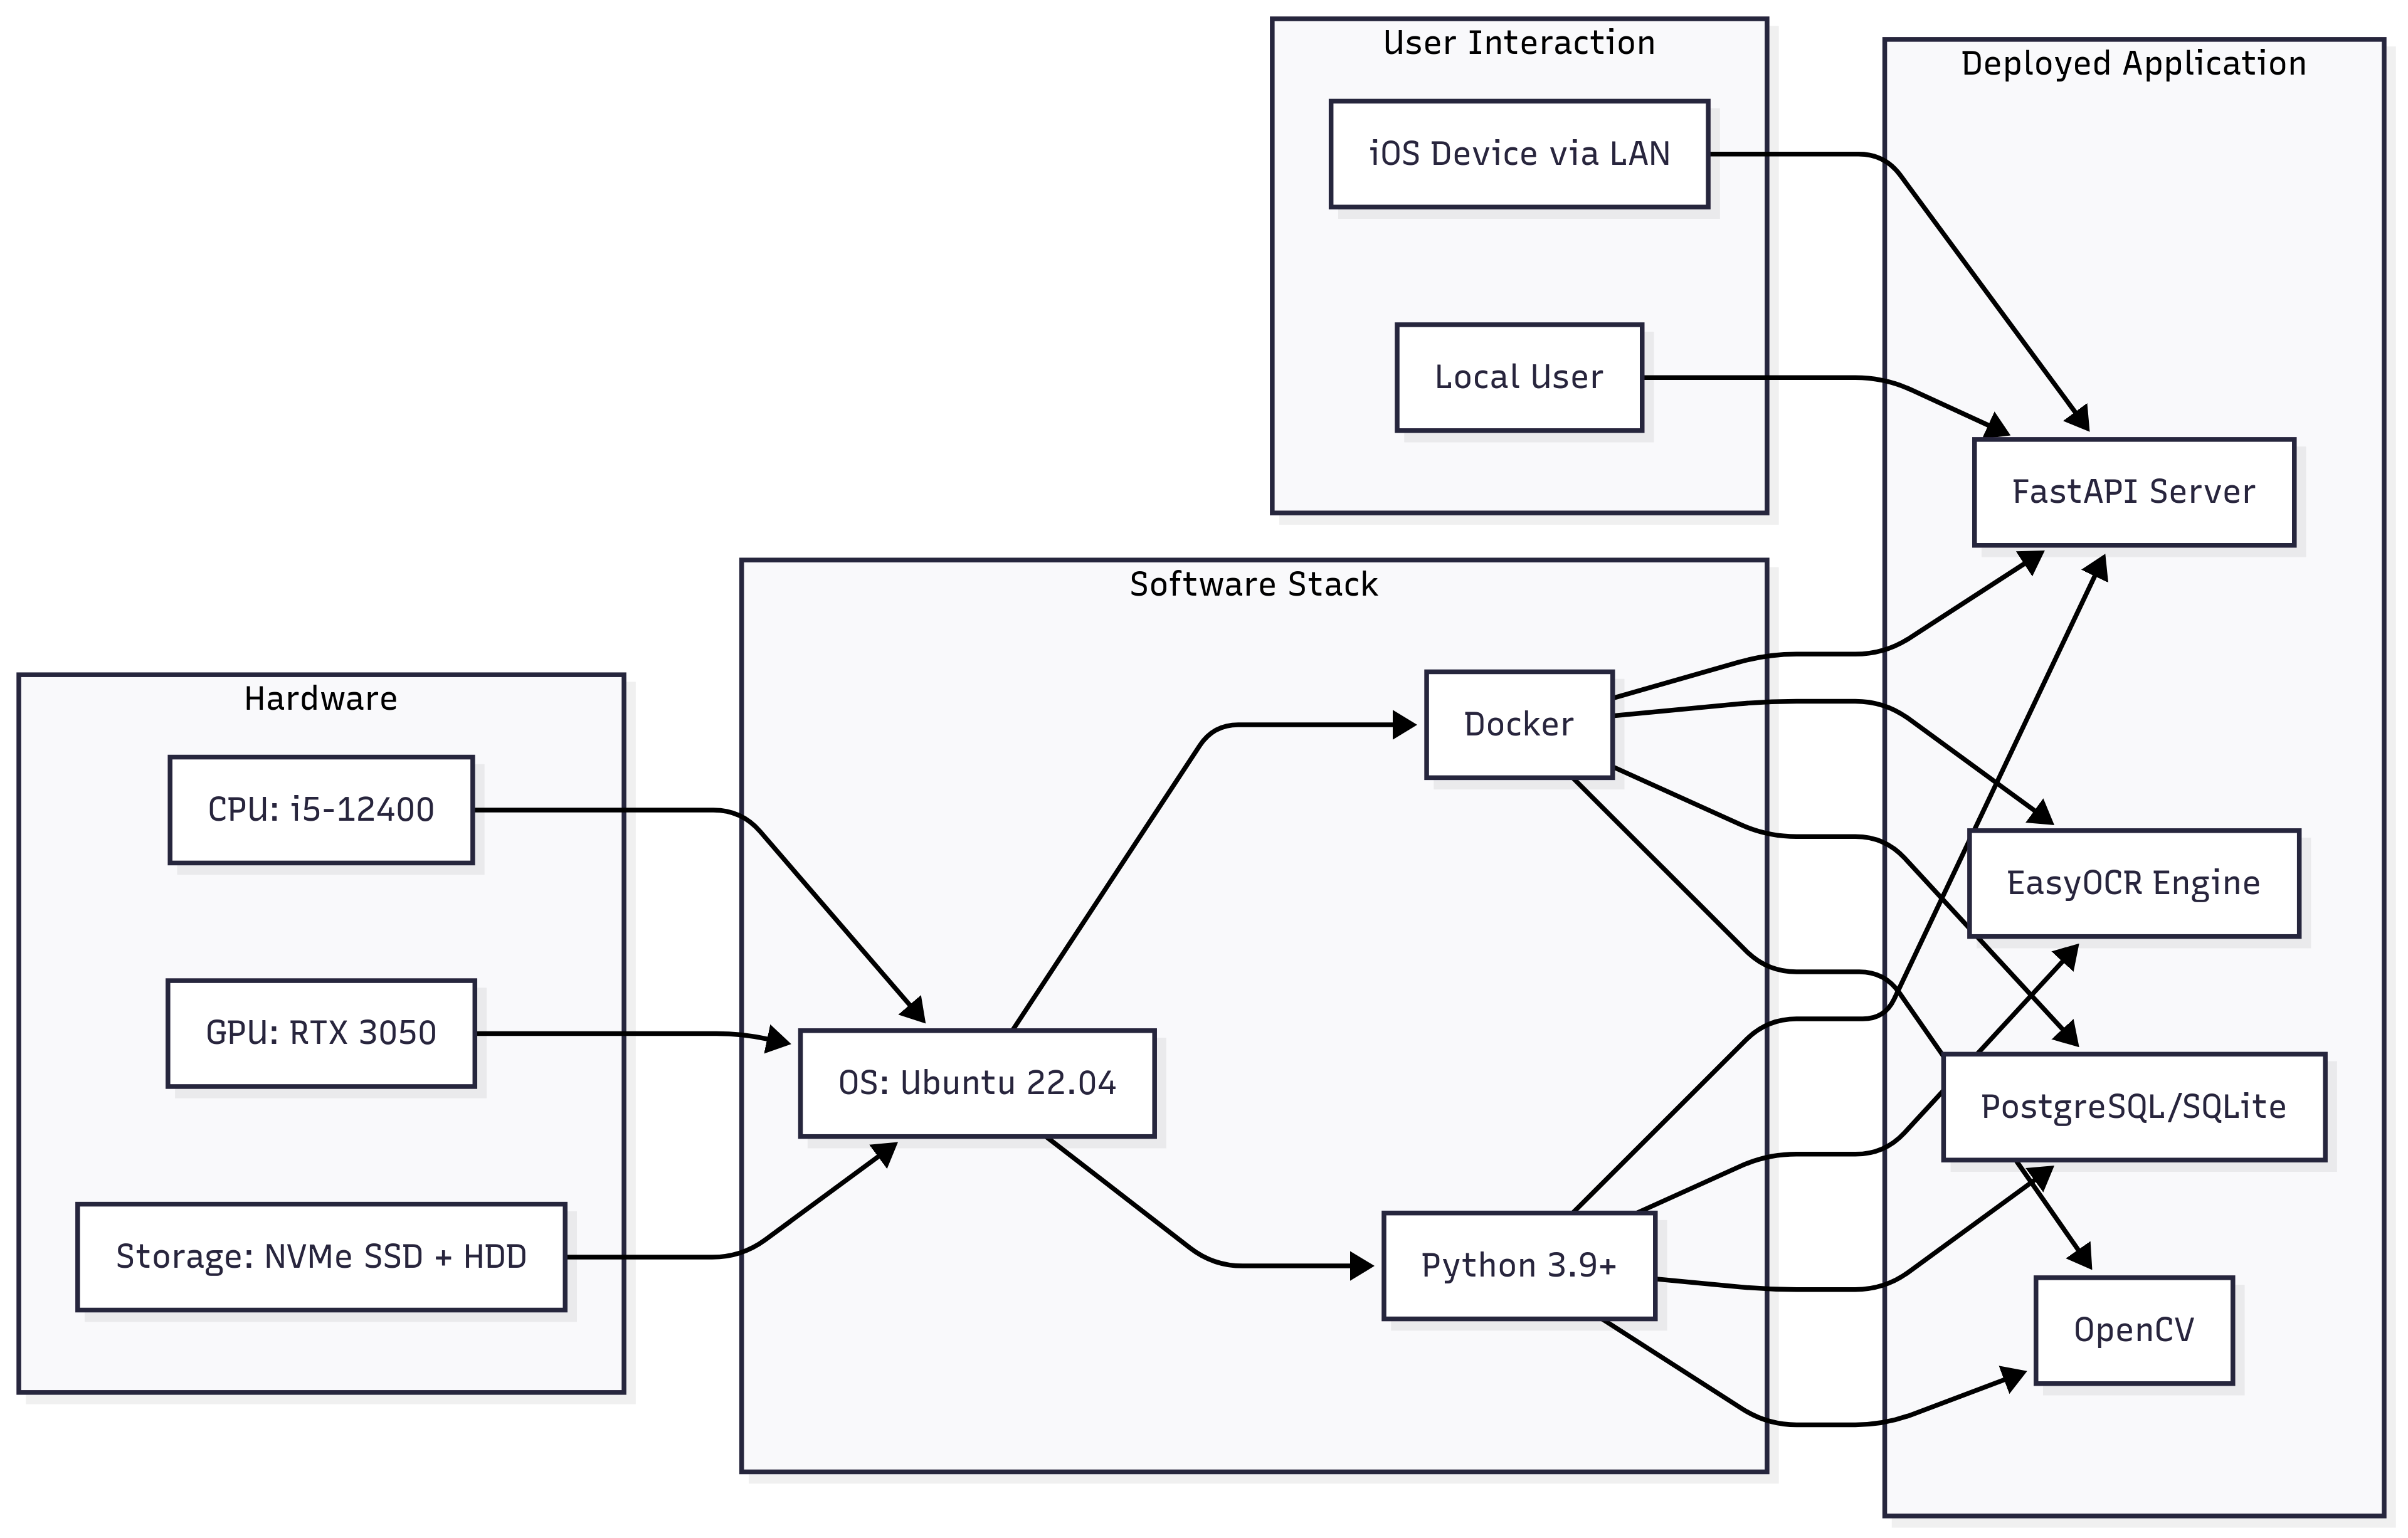 User Interaction
iOS Device via LAN
Local User
Deployed Application
FastAPI Server
EasyOCR Engine
PostgreSQL/SQLite
OpenCV
Software Stack
Docker
OS: Ubuntu 22.04
Python 3.9+
Hardware
CPU: i5-12400
GPU: RTX 3050
Storage: NVMe SSD + HDD